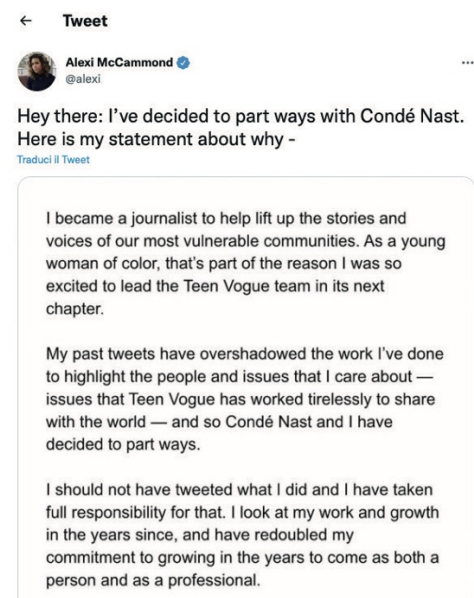 Tweet
Alexi McCammond
@alexi
Hey there: I've decided to part ways with Condé Nast.
Here is my statement about why -
Traduci il Tweet
I became a journalist to help lift up the stories and
voices of our most vulnerable communities. As a young
woman of color, that's part of the reason I was so
excited to lead the Teen Vogue team in its next
chapter.
My past tweets have overshadowed the work I've done
to highlight the people and issues that I care about —
issues that Teen Vogue has worked tirelessly to share
with the world — and so Condé Nast and I have
decided to part ways.
I should not have tweeted what I did and I have taken
full responsibility for that. I look at my work and growth
in the years since, and have redoubled my
commitment to growing in the years to come as both a
person and as a professional.